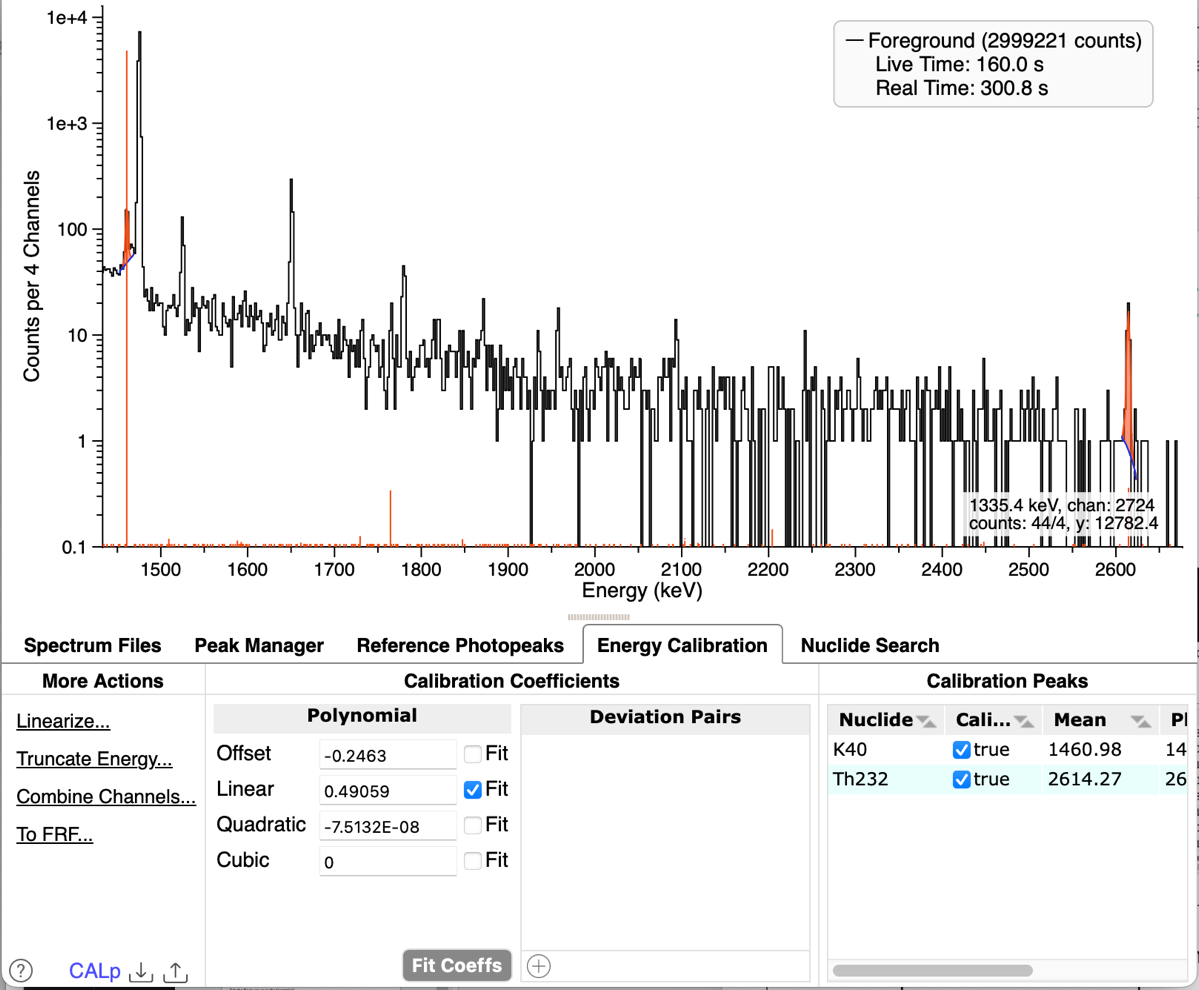 1e+4
1e+3
100
10
1
0.1
Counts per 4 Channels
— Foreground (2999221 counts)
Live Time: 160.0 s
Real Time: 300.8 s
1335.4 keV, chan: 2724
counts: 44/4, y: 12782.4
1500 1600 1700 1800 1900 2000 2100 2200 2300 2400 2500 2600
Energy (keV)
Spectrum Files Peak Manager Reference Photopeaks Energy Calibration Nuclide Search
More Actions
Linearize...
Truncate Energy...
Combine Channels...
To FRF...
? CALp
Calibration Coefficients
Polynomial
Offset -0.2463 Fit
Linear 0.49059 Fit
Quadratic -7.5132E-08 Fit
Cubic 0 Fit
Fit Coeffs
Deviation Pairs
Calibration Peaks
Nuclide Cali... Mean
K40 true 1460.98 14
Th232 true 2614.27 26